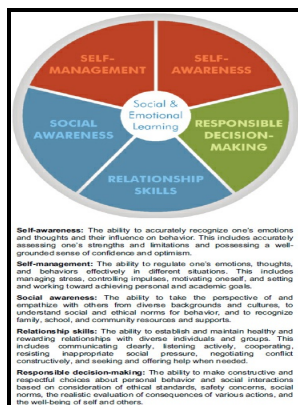 SELF-
MANAGEMENT
SELF-
AWARENESS
Social &
Emotional
Learning
SOCIAL
AWARENESS
RESPONSIBLE
DECISION-
MAKING
RELATIONSHIP
SKILLS
Self-awareness: The ability to accurately recognize one's emotions
and thoughts and their influence on behavior. This includes accurately
assessing one's strengths and limitations and possessing a well-
grounded sense of confidence and optimism.
Self-management: The ability to regulate one's emotions, thoughts,
and behaviors effectively in different situations. This includes
managing stress, controlling impulses, motivating oneself, and setting
and working toward achieving personal and academic goals.
Social awareness: The ability to take the perspective of and
empathize with others from diverse backgrounds and cultures, to
understand social and ethical norms for behavior, and to recognize
family, school, and community resources and supports.
Relationship skills: The ability to establish and maintain healthy and
rewarding relationships with diverse individuals and groups. This
includes communicating clearly, listening actively, cooperating,
resisting inappropriate social pressure, negotiating conflict
constructively, and seeking and offering help when needed.
Responsible decision-making: The ability to make constructive and
respectful choices about personal behavior and social interactions
based on consideration of ethical standards, safety concerns, social
norms, the realistic evaluation of consequences of various actions, and
the well-being of self and others.